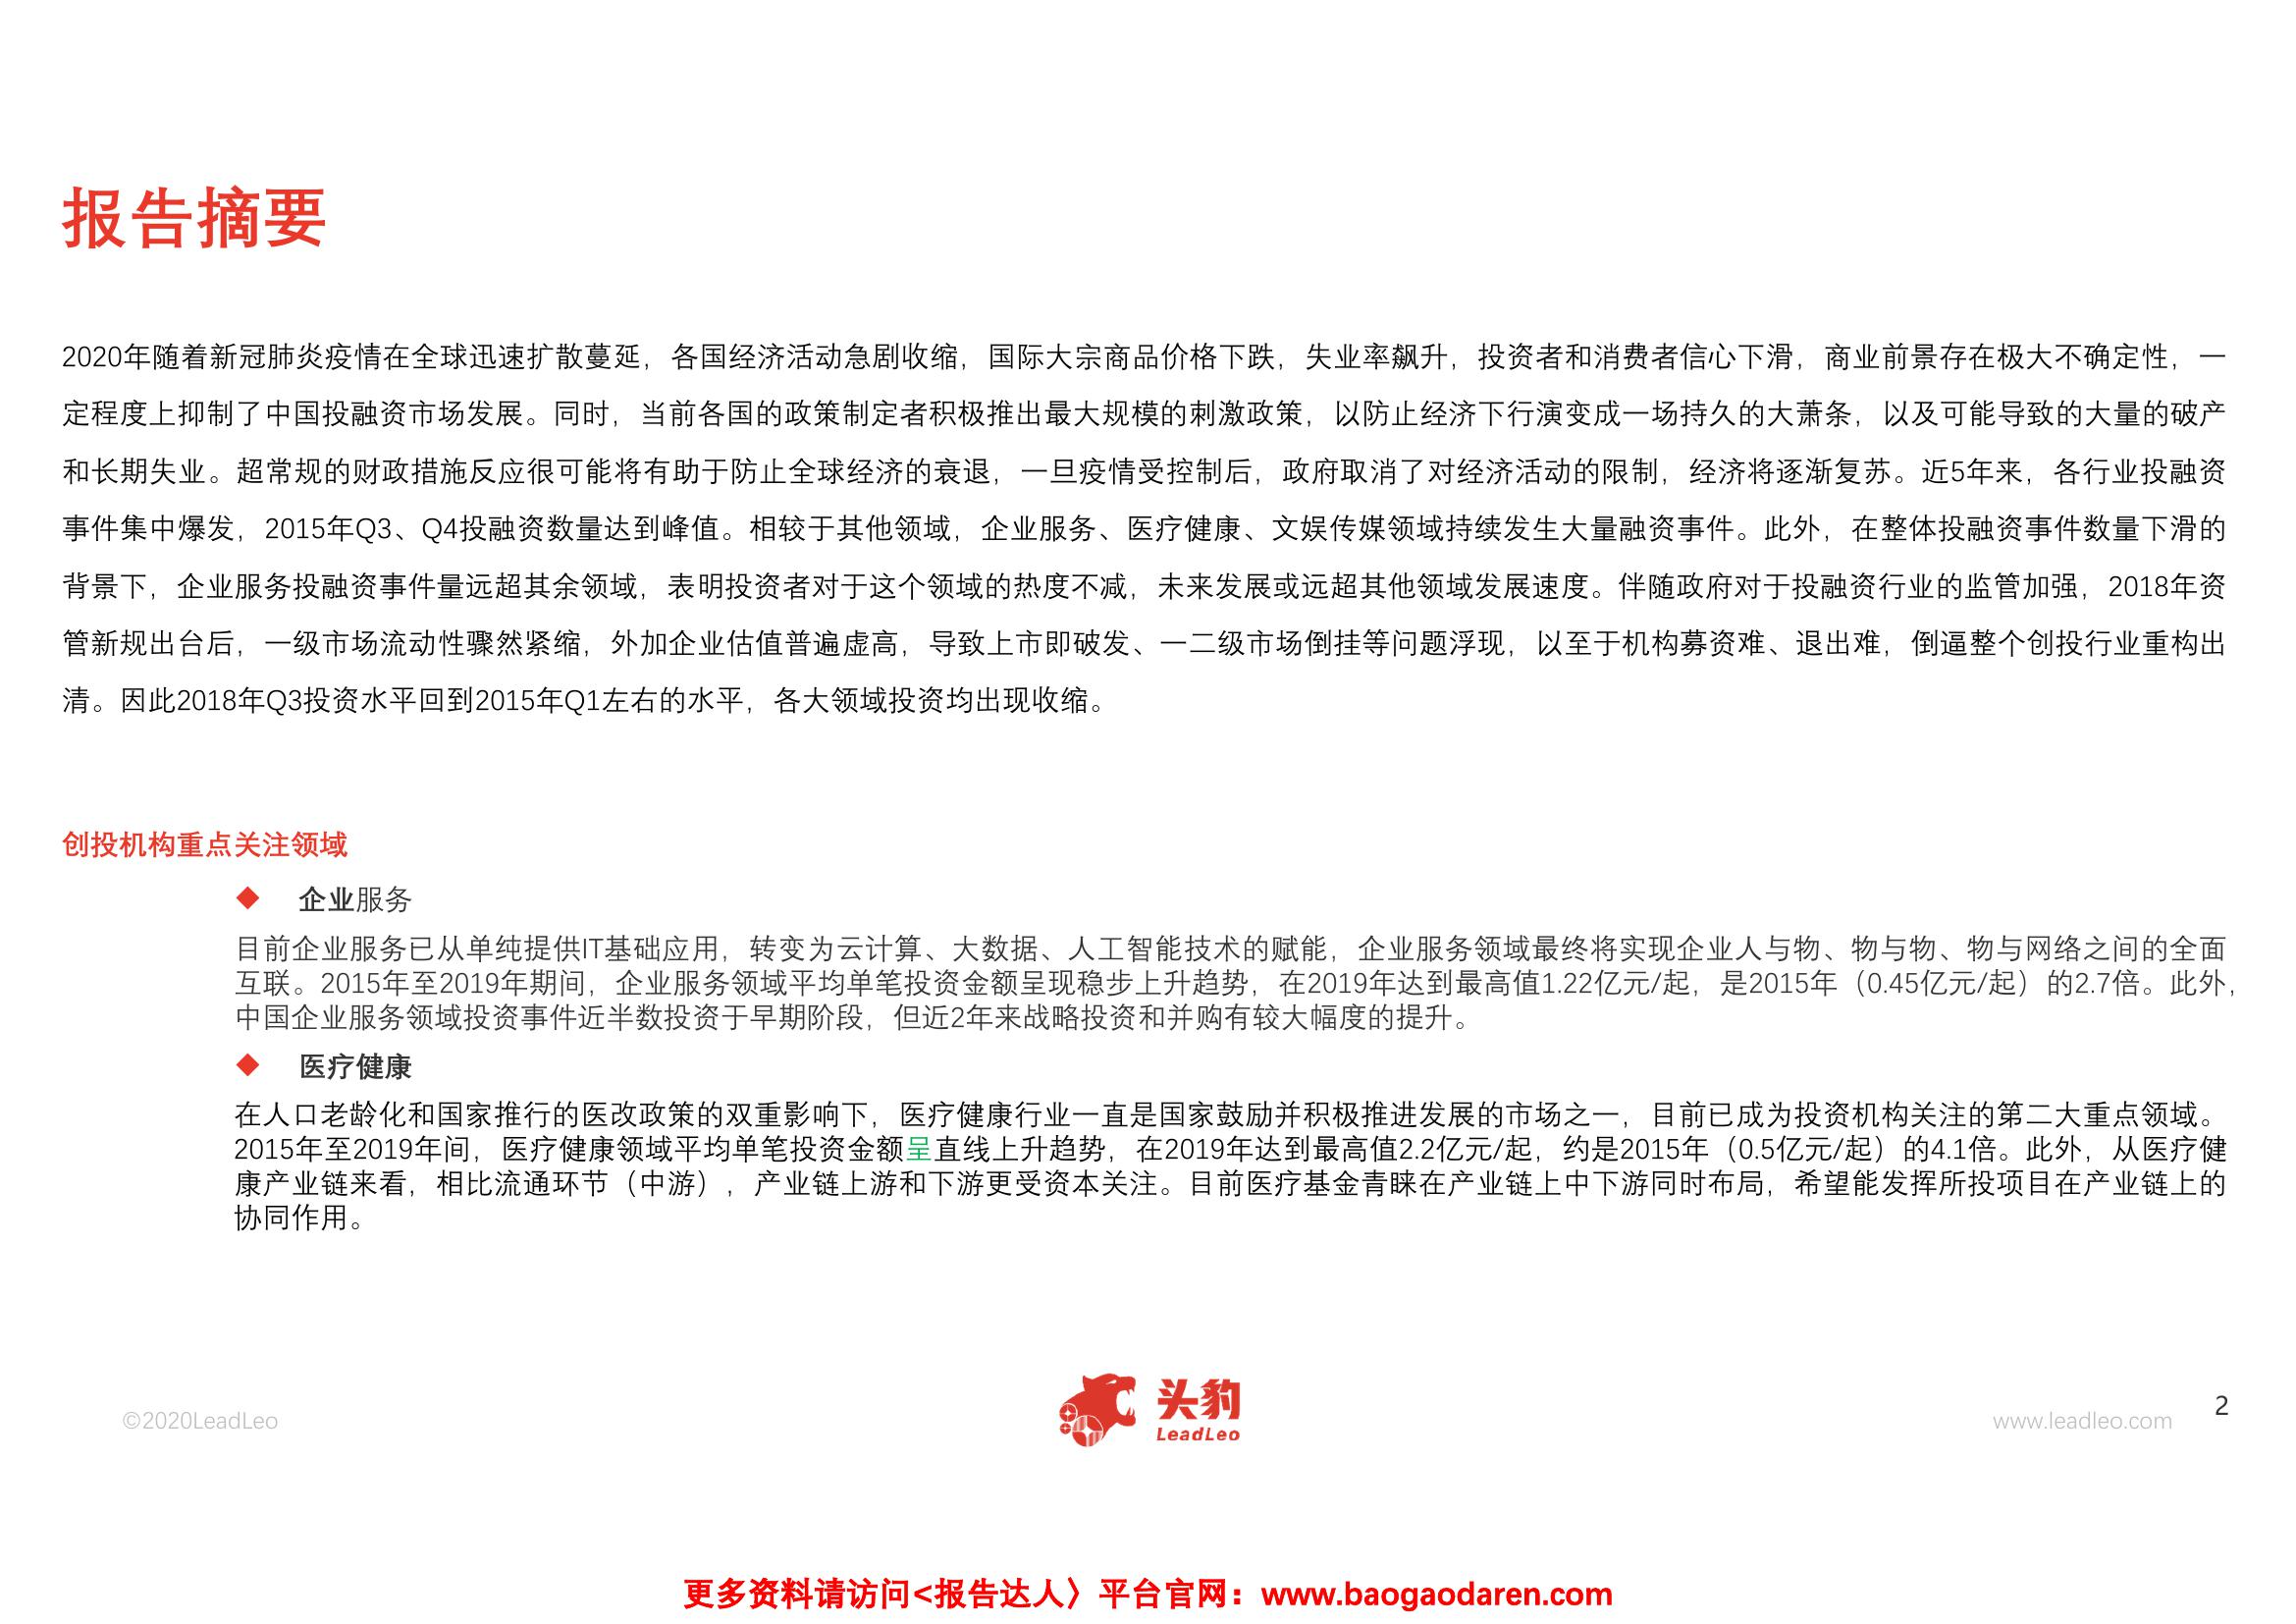 报告摘要
2020年随着新冠肺炎疫情在全球迅速扩散蔓延，各国经济活动急剧收缩，国际大宗商品价格下跌，失业率飙升，投资者和消费者信心下滑，商业前景存在极大不确定性，一
定程度上抑制了中国投融资市场发展。同时，当前各国的政策制定者积极推出最大规模的刺激政策，以防止经济下行演变成一场持久的大萧条，以及可能导致的大量的破产
和长期失业。超常规的财政措施反应很可能将有助于防止全球经济的衰退，一旦疫情受控制后，政府取消了对经济活动的限制，经济将逐渐复苏。近5年来，各行业投融资
事件集中爆发，2015年Q3、Q4投融资数量达到峰值。相较于其他领域，企业服务、医疗健康、文娱传媒领域持续发生大量融资事件。此外，在整体投融资事件数量下滑的
背景下，企业服务投融资事件量远超其余领域，表明投资者对于这个领域的热度不减，未来发展或远超其他领域发展速度。伴随政府对于投融资行业的监管加强，2018年资
管新规出台后，一级市场流动性骤然紧缩，外加企业估值普遍虚高，导致上市即破发、一二级市场倒挂等问题浮现，以至于机构募资难、退出难，倒逼整个创投行业重构出
清。因此2018年Q3投资水平回到2015年Q1左右的水平，各大领域投资均出现收缩。
创投机构重点关注领域
◆ 企业服务
目前企业服务已从单纯提供IT基础应用，转变为云计算、大数据、人工智能技术的赋能，企业服务领域最终将实现企业人与物、物与物、物与网络之间的全面
互联。2015年至2019年期间，企业服务领域平均单笔投资金额呈现稳步上升趋势，在2019年达到最高值1.22亿元/起，是2015年（0.45亿元/起）的2.7倍。此外，
中国企业服务领域投资事件近半数投资于早期阶段，但近2年来战略投资和并购有较大幅度的提升。
◆ 医疗健康
在人口老龄化和国家推行的医改政策的双重影响下，医疗健康行业一直是国家鼓励并积极推进发展的市场之一，目前已成为投资机构关注的第二大重点领域。
2015年至2019年间，医疗健康领域平均单笔投资金额呈直线上升趋势，在2019年达到最高值2.2亿元/起，约是2015年（0.5亿元/起）的4.1倍。此外，从医疗健
康产业链来看，相比流通环节（中游），产业链上游和下游更受资本关注。目前医疗基金青睐在产业链上中下游同时布局，希望能发挥所投项目在产业链上的
协同作用。
©2020LeadLeo
头豹
LeadLeo
www.leadleo.com
2
更多资料请访问<报告达人〉平台官网：www.baogaodaren.com